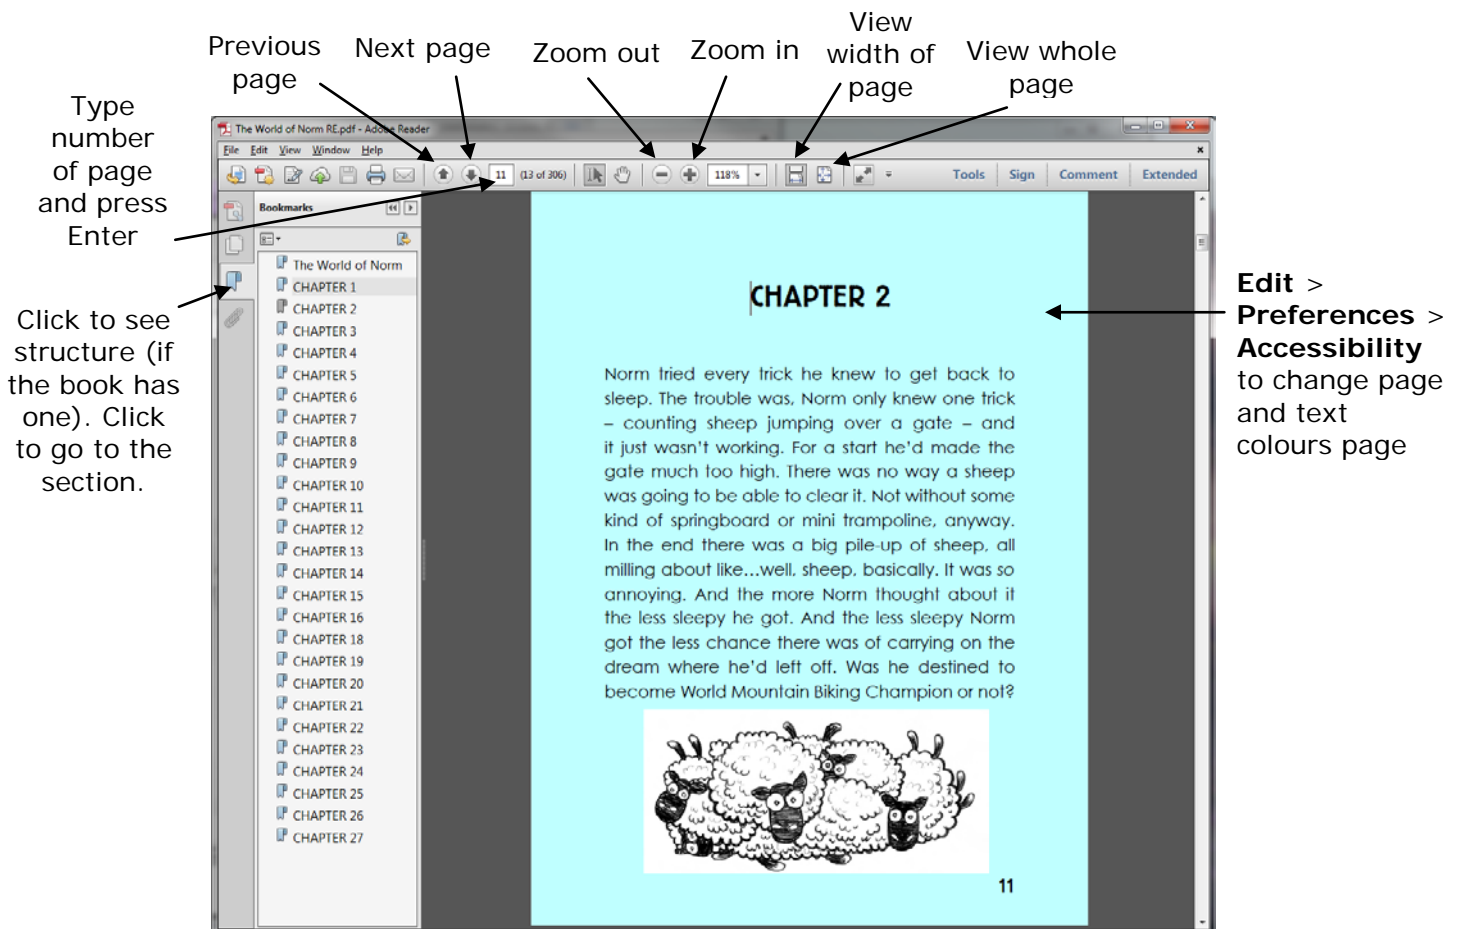 Previous
page
Next page
Zoom out
Zoom in
View
width of
page
View whole
page
Type
number
of page
and press
Enter
Click to see
structure (if
the book has
one). Click
to go to the
section.
The World of Norm RE.pdf - Adobe Reader
File Edit View Window Help
11 (13 of 306) 118% Tools Sign Comment Extended
Bookmarks
The World of Norm
CHAPTER 1
CHAPTER 2
CHAPTER 3
CHAPTER 4
CHAPTER 5
CHAPTER 6
CHAPTER 7
CHAPTER 8
CHAPTER 9
CHAPTER 10
CHAPTER 11
CHAPTER 12
CHAPTER 13
CHAPTER 14
CHAPTER 15
CHAPTER 16
CHAPTER 18
CHAPTER 19
CHAPTER 20
CHAPTER 21
CHAPTER 22
CHAPTER 23
CHAPTER 24
CHAPTER 25
CHAPTER 26
CHAPTER 27
CHAPTER 2
Norm tried every trick he knew to get back to
sleep. The trouble was, Norm only knew one trick
– counting sheep jumping over a gate – and
it just wasn't working. For a start he'd made the
gate much too high. There was no way a sheep
was going to be able to clear it. Not without some
kind of springboard or mini trampoline, anyway.
In the end there was a big pile-up of sheep, all
milling about like...well, sheep, basically. It was so
annoying. And the more Norm thought about it
the less sleepy he got. And the less sleepy Norm
got the less chance there was of carrying on the
dream where he'd left off. Was he destined to
become World Mountain Biking Champion or not?
11
Edit >
Preferences >
Accessibility
to change page
and text
colours page